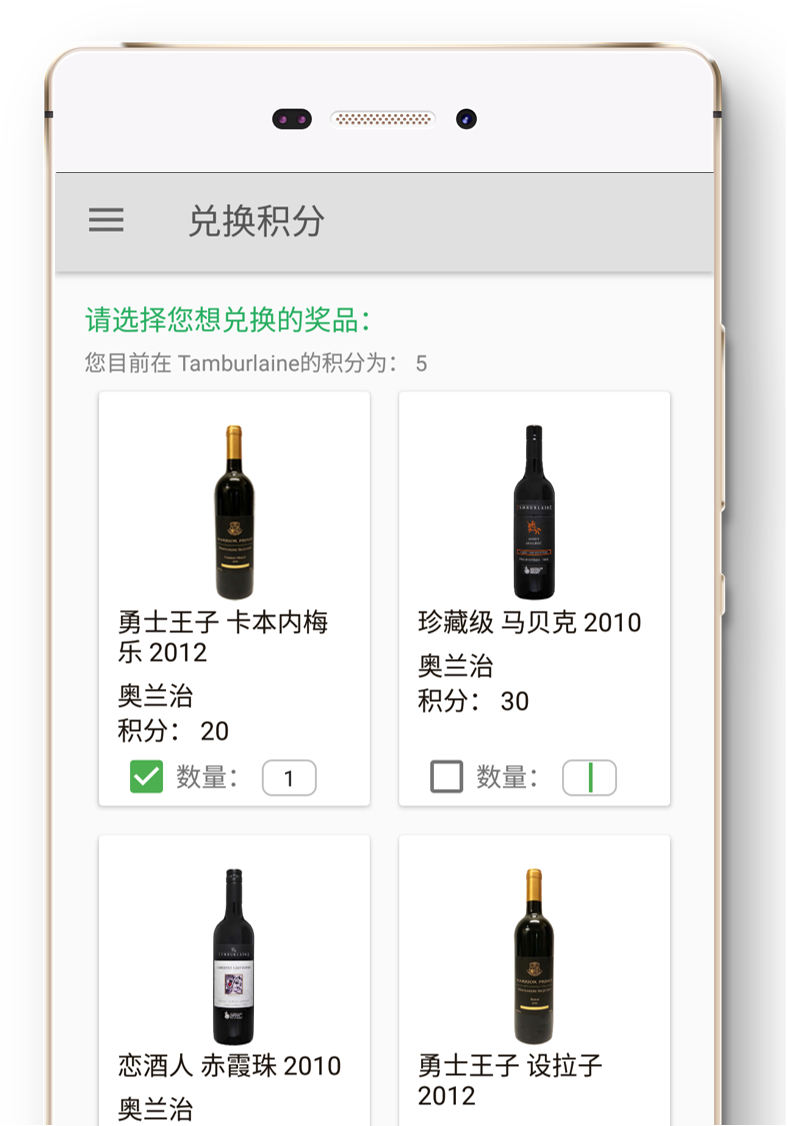 兑换积分
请选择您想兑换的奖品：
您目前在 Tamburlaine的积分为： 5
勇士王子 卡本内梅
乐 2012
奥兰治
积分： 20
数量： 1
珍藏级 马贝克 2010
奥兰治
积分： 30
数量：
恋酒人 赤霞珠 2010
奥兰治
勇士王子 设拉子
2012